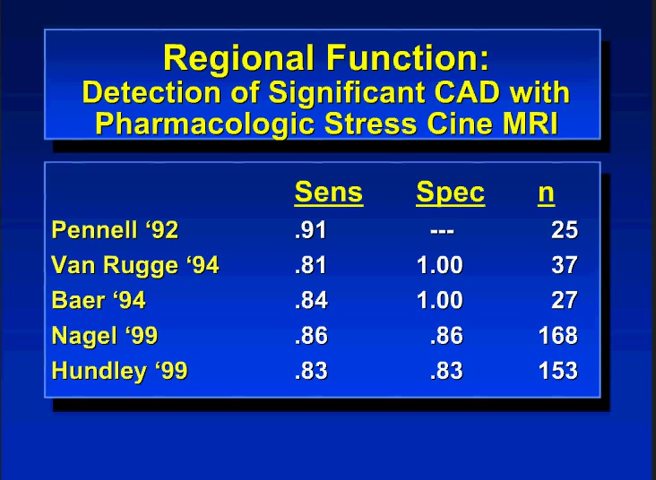 Regional Function:
Detection of Significant CAD with
Pharmacologic Stress Cine MRI
Sens Spec n
Pennell ‘92 .91 --- 25
Van Rugge ‘94 .81 1.00 37
Baer ‘94 .84 1.00 27
Nagel ‘99 .86 .86 168
Hundley ‘99 .83 .83 153